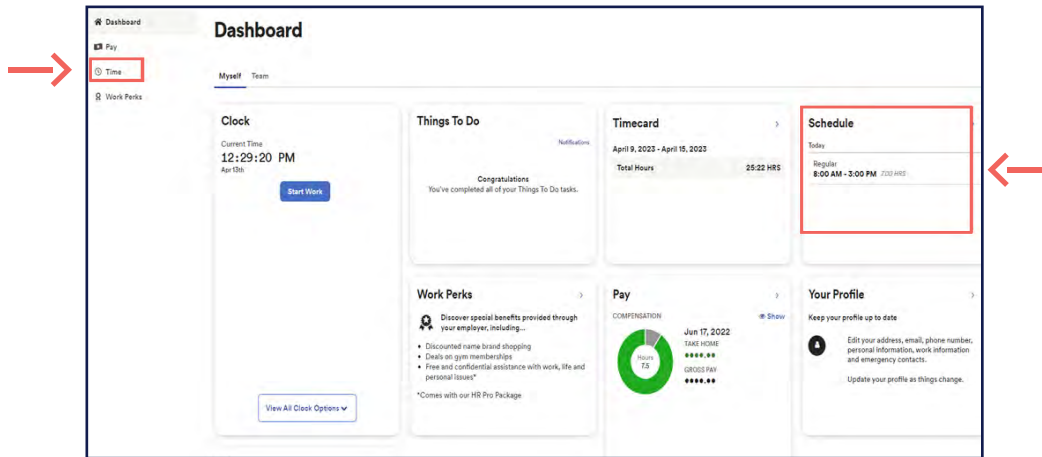 Dashboard
Pay
Time
Work Perks
Dashboard
Myself Team
Clock
Current Time
12:29:20 PM
Apr 13th
Start Work
View All Clock Options
Things To Do
Notifications
Congratulations
You've completed all of your Things To Do tasks.
Timecard
April 9, 2023 - April 15, 2023
Total Hours 25:22 HRS
Schedule
Today
Regular
8:00 AM - 3:00 PM 7.00 HRS
Work Perks
Discover special benefits provided through
your employer, including...
• Discounted name brand shopping
• Deals on gym memberships
• Free and confidential assistance with work, life and
personal issues*
*Comes with our HR Pro Package
Pay
COMPENSATION Show
Hours
7.5
Jun 17, 2022
TAKE HOME
••••.••
GROSS PAY
••••.••
Your Profile
Keep your profile up to date
Edit your address, email, phone number,
personal information, work information
and emergency contacts.
Update your profile as things change.